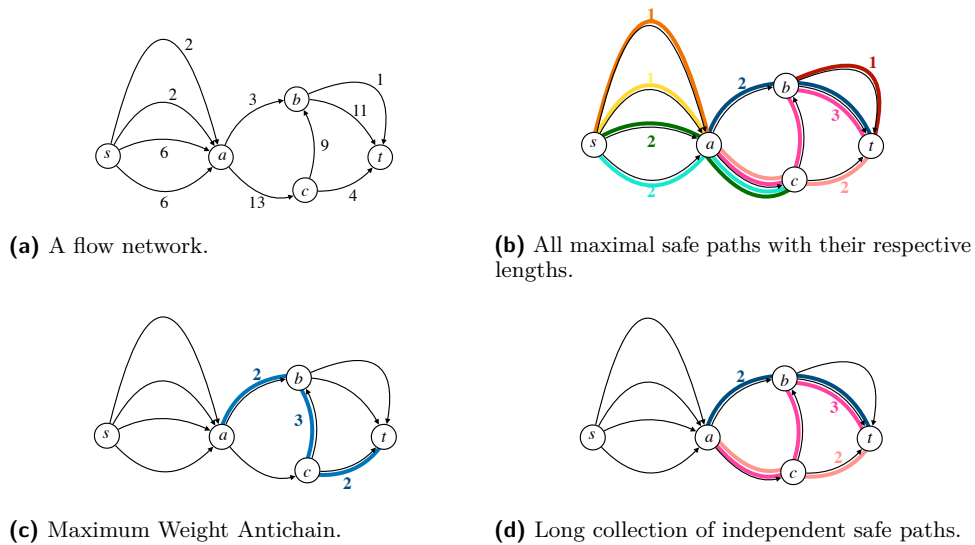 2
2
3
1
11
s
6
a
b
9
t
6
13
c
4
(a) A flow network.
1
1
2
1
s
2
a
b
3
t
2
c
2
(b) All maximal safe paths with their respective
lengths.
2
b
s
a
3
t
c
2
(c) Maximum Weight Antichain.
2
b
s
a
3
t
c
2
(d) Long collection of independent safe paths.